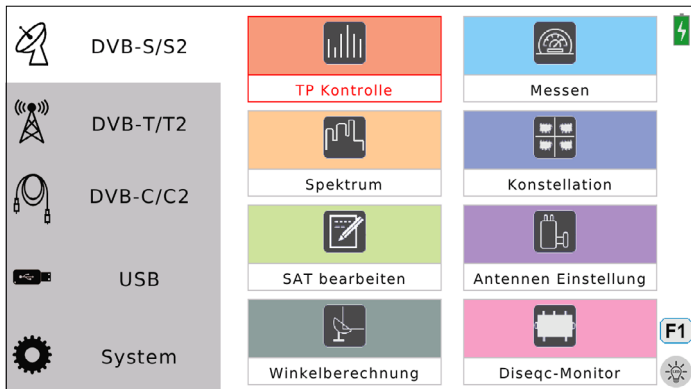 DVB-S/S2
DVB-T/T2
DVB-C/C2
USB
System
TP Kontrolle
Messen
Spektrum
Konstellation
SAT bearbeiten
Antennen Einstellung
Winkelberechnung
Diseqc-Monitor
F1